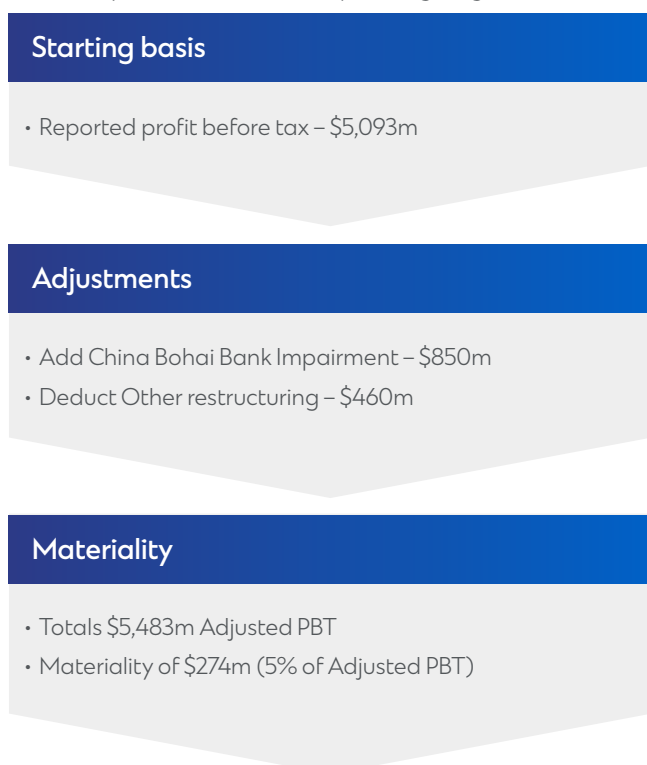 Starting basis
• Reported profit before tax – $5,093m
Adjustments
• Add China Bohai Bank Impairment – $850m
• Deduct Other restructuring – $460m
Materiality
• Totals $5,483m Adjusted PBT
• Materiality of $274m (5% of Adjusted PBT)